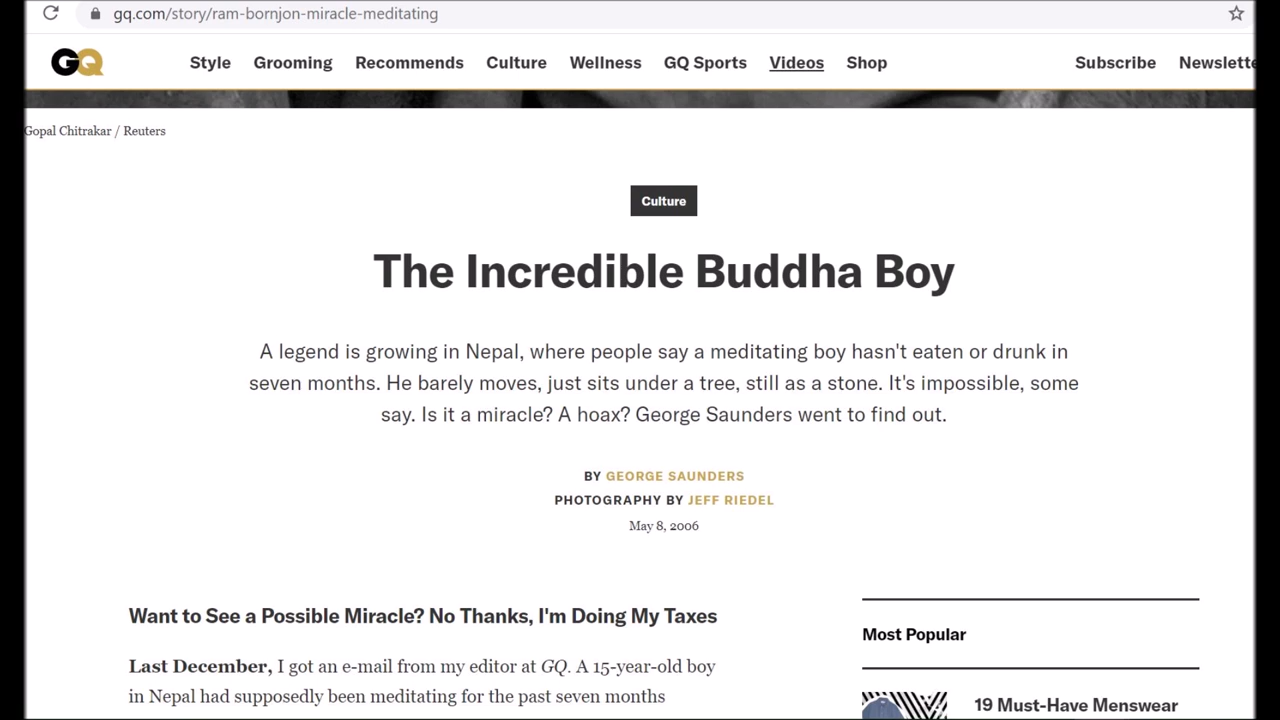 gq.com/story/ram-bornjon-miracle-meditating
GQ Style Grooming Recommends Culture Wellness GQ Sports Videos Shop Subscribe Newslette
Gopal Chitrakar / Reuters
Culture
The Incredible Buddha Boy
A legend is growing in Nepal, where people say a meditating boy hasn't eaten or drunk in
seven months. He barely moves, just sits under a tree, still as a stone. It's impossible, some
say. Is it a miracle? A hoax? George Saunders went to find out.
BY GEORGE SAUNDERS
PHOTOGRAPHY BY JEFF RIEDEL
May 8, 2006
Want to See a Possible Miracle? No Thanks, I'm Doing My Taxes
Last December, I got an e-mail from my editor at GQ. A 15-year-old boy
in Nepal had supposedly been meditating for the past seven months
Most Popular
19 Must-Have Menswear